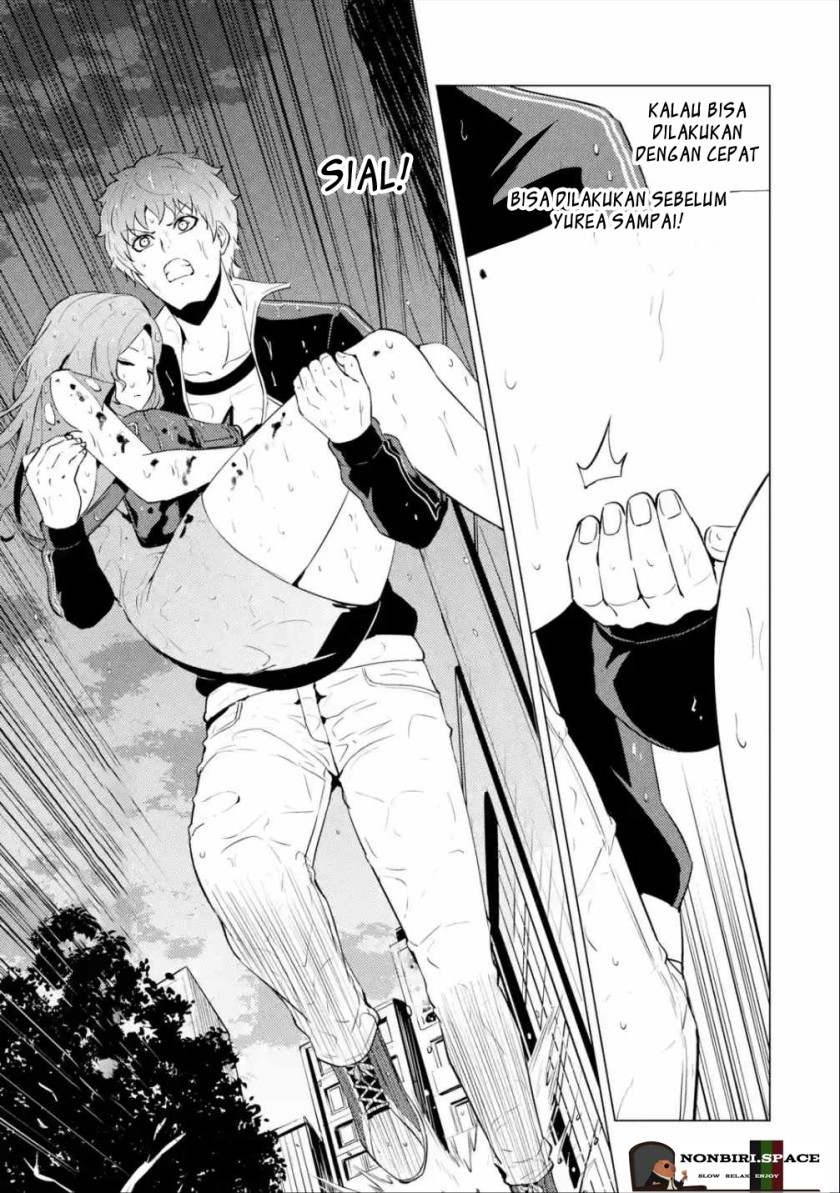 KALAU BISA
DILAKUKAN
DENGAN CEPAT
BISA DILAKUKAN SEBELUM
YUREA SAMPAI!
SIAL!
NONBIRI.SPACE
SLOW RELAX ENJOY